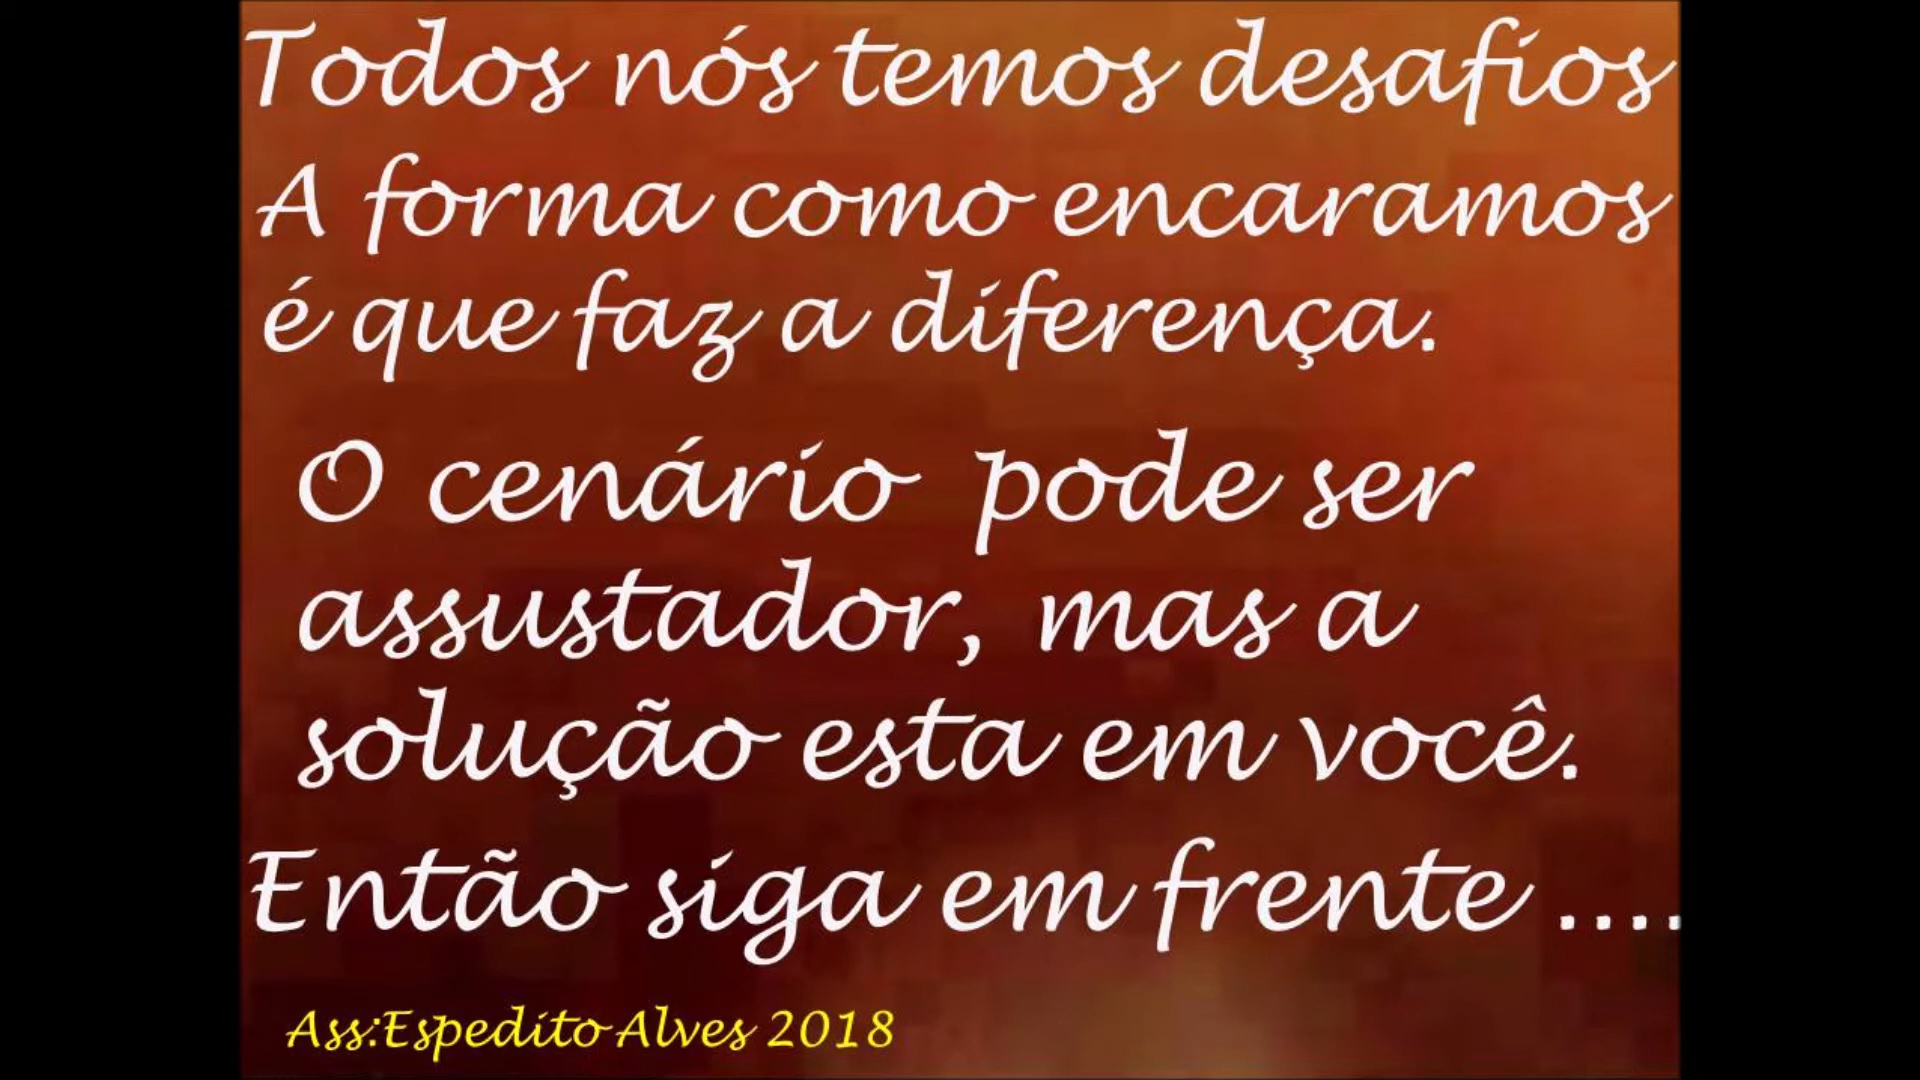 Todos nós temos desafios
A forma como encaramos
é que faz a diferença.
O cenário pode ser
assustador, mas a
solução esta em você.
Então siga em frente ....
Ass:Espedito Alves 2018